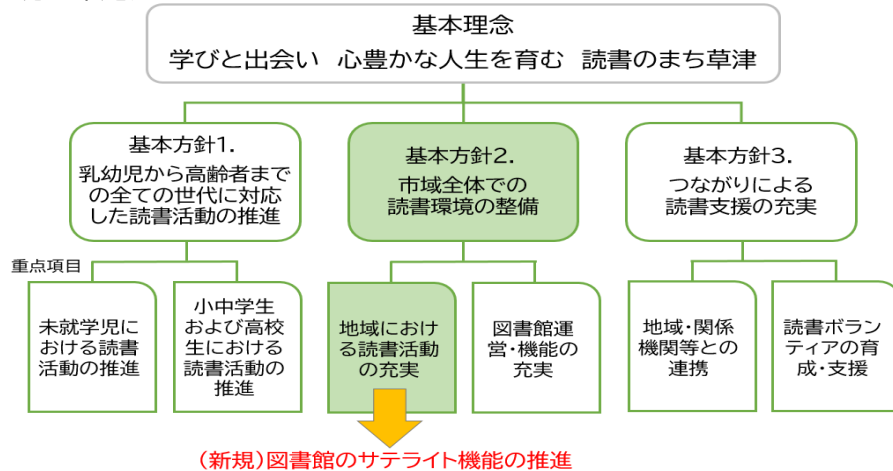 基本理念
学びと出会い 心豊かな人生を育む 読書のまち草津
基本方針1.
乳幼児から高齢者まで
の全ての世代に対応
した読書活動の推進
基本方針2.
市域全体での
読書環境の整備
基本方針3.
つながりによる
読書支援の充実
重点項目
未就学児に
おける読書
活動の推進
小中学生
および高校
生における
読書活動の
推進
地域におけ
る読書活動
の充実
図書館運
営・機能の
充実
地域・関係
機関等との
連携
読書ボラン
ティアの育
成・支援
(新規)図書館のサテライト機能の推進